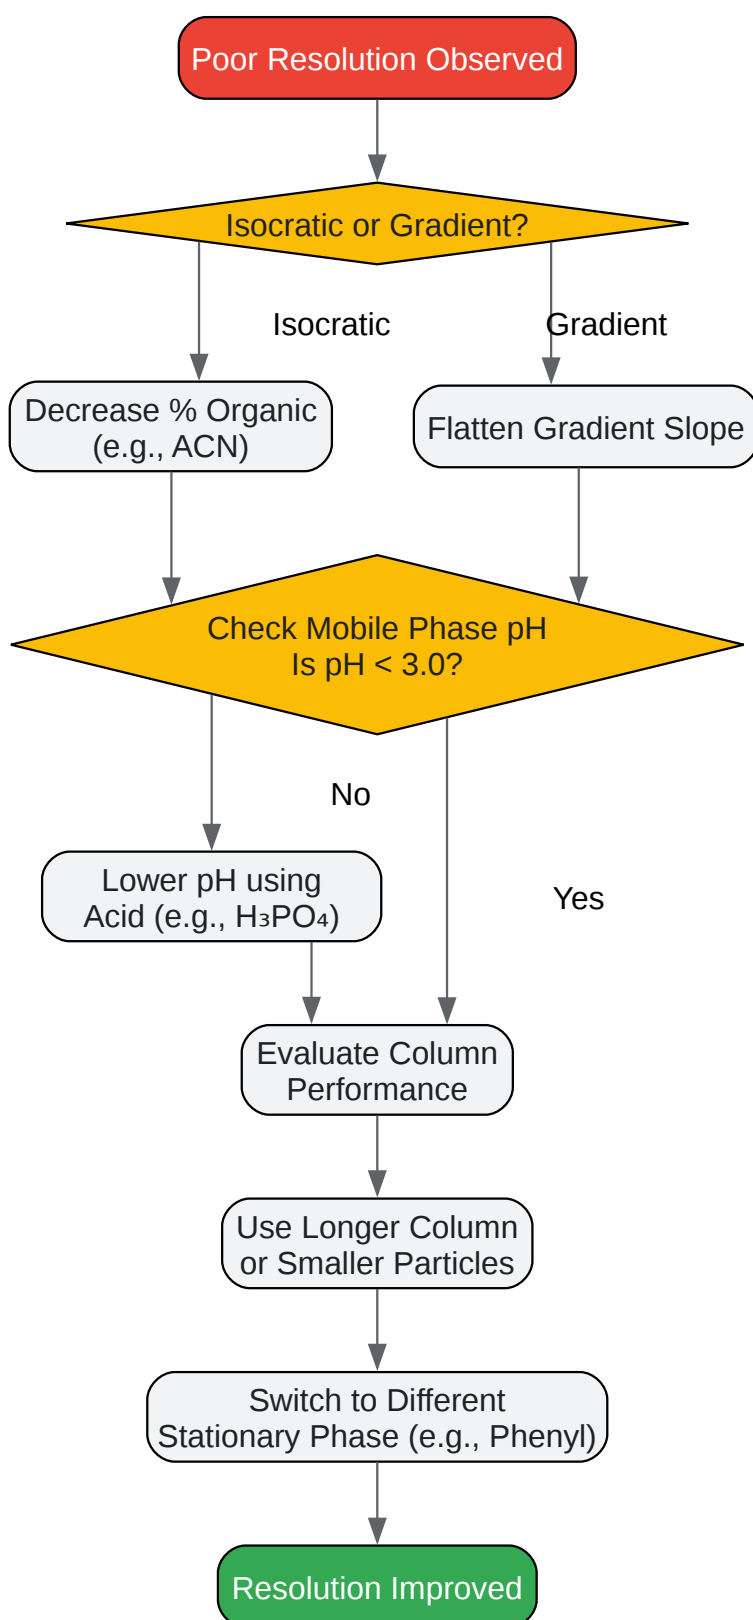 Poor Resolution Observed
Isocratic or Gradient?
Isocratic
Gradient
Decrease % Organic
(e.g., ACN)
Flatten Gradient Slope
Check Mobile Phase pH
Is pH < 3.0?
No
Lower pH using
Acid (e.g., H₃PO₄)
Yes
Evaluate Column
Performance
Use Longer Column
or Smaller Particles
Switch to Different
Stationary Phase (e.g., Phenyl)
Resolution Improved